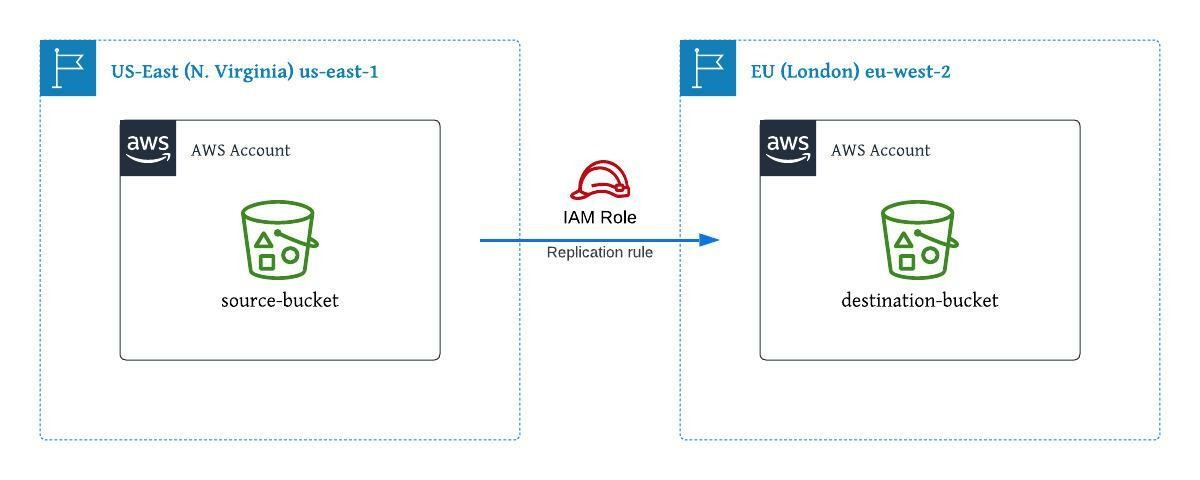 US-East (N. Virginia) us-east-1
aws
AWS Account
source-bucket
IAM Role
Replication rule
EU (London) eu-west-2
aws
AWS Account
destination-bucket